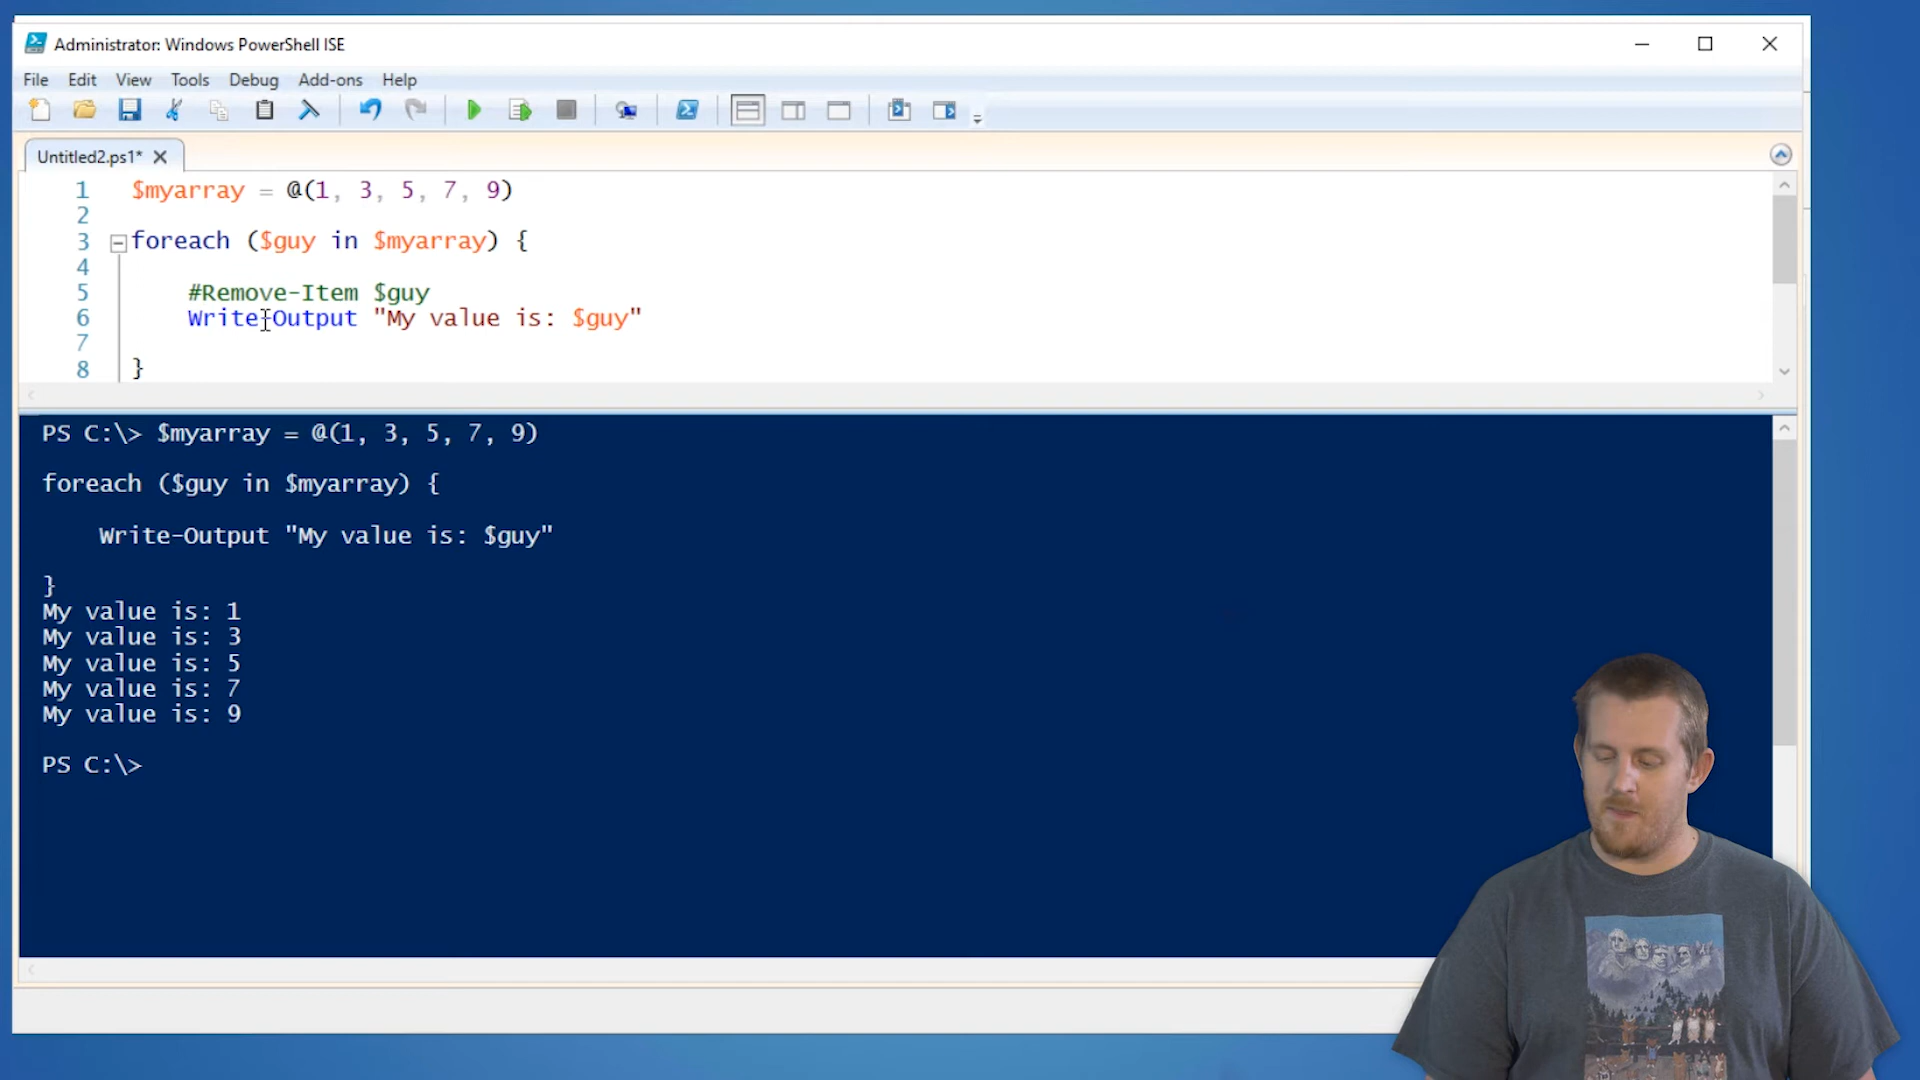 Administrator: Windows PowerShell ISE
File Edit View Tools Debug Add-ons Help
Untitled2.ps1*
1 $myarray = @(1, 3, 5, 7, 9)
2
3 foreach ($guy in $myarray) {
4
5 #Remove-Item $guy
6 Write-Output "My value is: $guy"
7
8 }
PS C:\> $myarray = @(1, 3, 5, 7, 9)
foreach ($guy in $myarray) {
Write-Output "My value is: $guy"
}
My value is: 1
My value is: 3
My value is: 5
My value is: 7
My value is: 9
PS C:\>